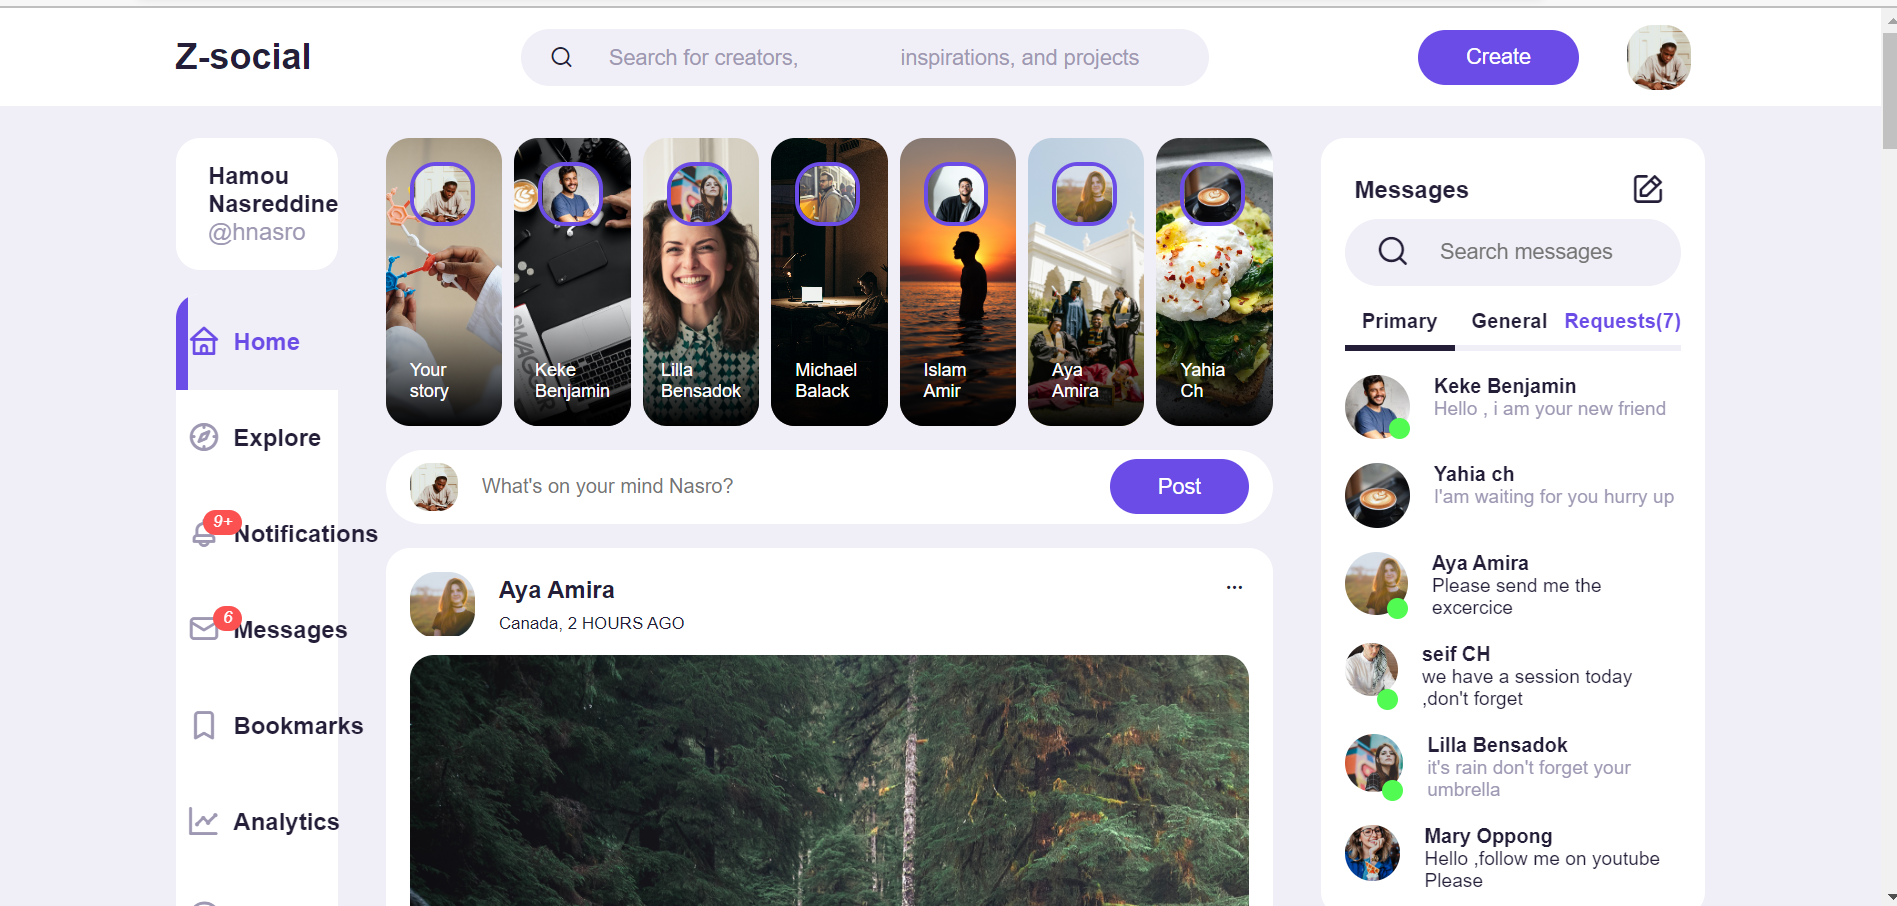 Z-social
Search for creators, inspirations, and projects
Create
Hamou
Nasreddine
@hnasro
Home
Explore
9+
Notifications
6
Messages
Bookmarks
Analytics
Your
story
Keke
Benjamin
SWAGGER
Lilla
Bensadok
Michael
Balack
Islam
Amir
Aya
Amira
Yahia
Ch
What's on your mind Nasro?
Post
Aya Amira
Canada, 2 HOURS AGO
Messages
Search messages
Primary
General
Requests(7)
Keke Benjamin
Hello , i am your new friend
Yahia ch
I'am waiting for you hurry up
Aya Amira
Please send me the
excercice
seif CH
we have a session today
,don't forget
Lilla Bensadok
it's rain don't forget your
umbrella
Mary Oppong
Hello ,follow me on youtube
Please